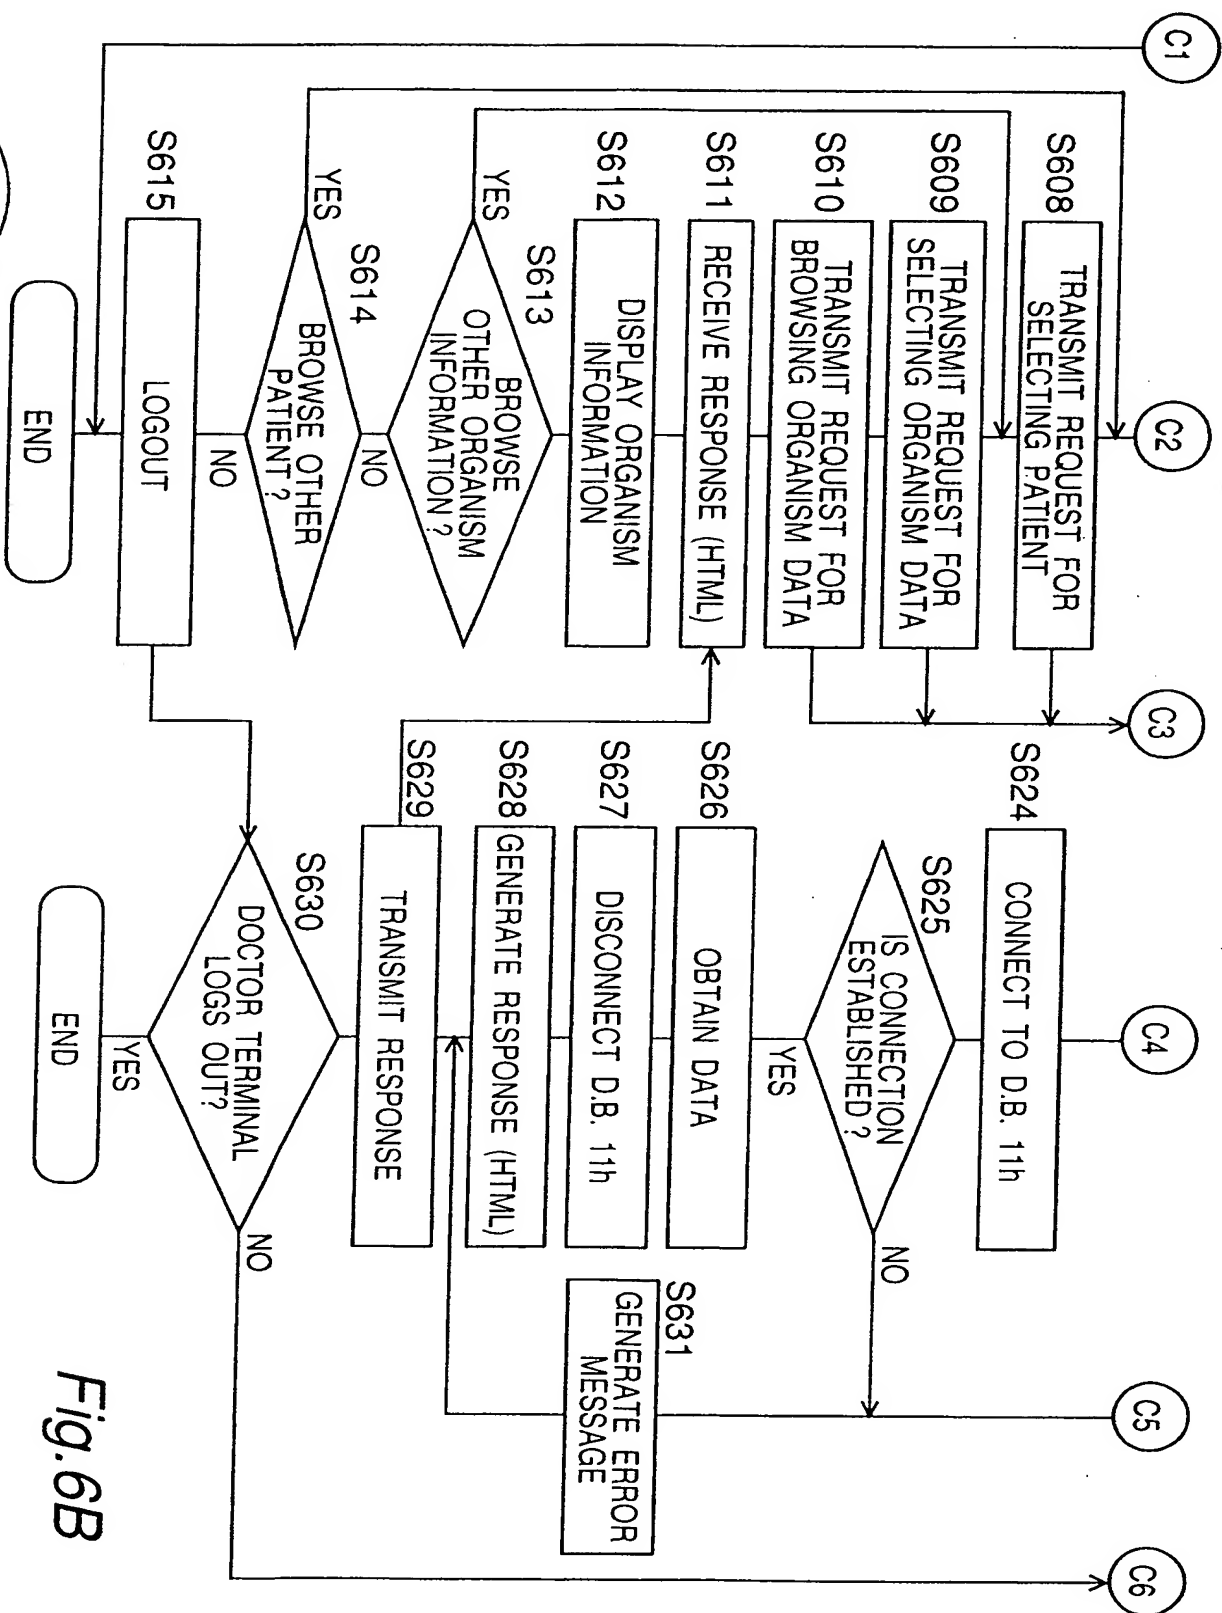 C1
C2
C3
C4
C5
C6
S608
TRANSMIT REQUEST FOR
SELECTING PATIENT
S609
TRANSMIT REQUEST FOR
SELECTING ORGANISM DATA
S610
TRANSMIT REQUEST FOR
BROWSING ORGANISM DATA
S611
RECEIVE RESPONSE (HTML)
S612
DISPLAY ORGANISM
INFORMATION
S613
BROWSE
OTHER ORGANISM
INFORMATION?
YES
NO
S614
BROWSE OTHER
PATIENT?
YES
NO
S615
LOGOUT
END
S624
CONNECT TO D.B. 11h
S625
IS CONNECTION
ESTABLISHED?
NO
YES
S626
OBTAIN DATA
S627
DISCONNECT D.B. 11h
S628
GENERATE RESPONSE (HTML)
S629
TRANSMIT RESPONSE
S630
DOCTOR TERMINAL
LOGS OUT?
NO
YES
END
S631
GENERATE ERROR
MESSAGE
Fig.6B